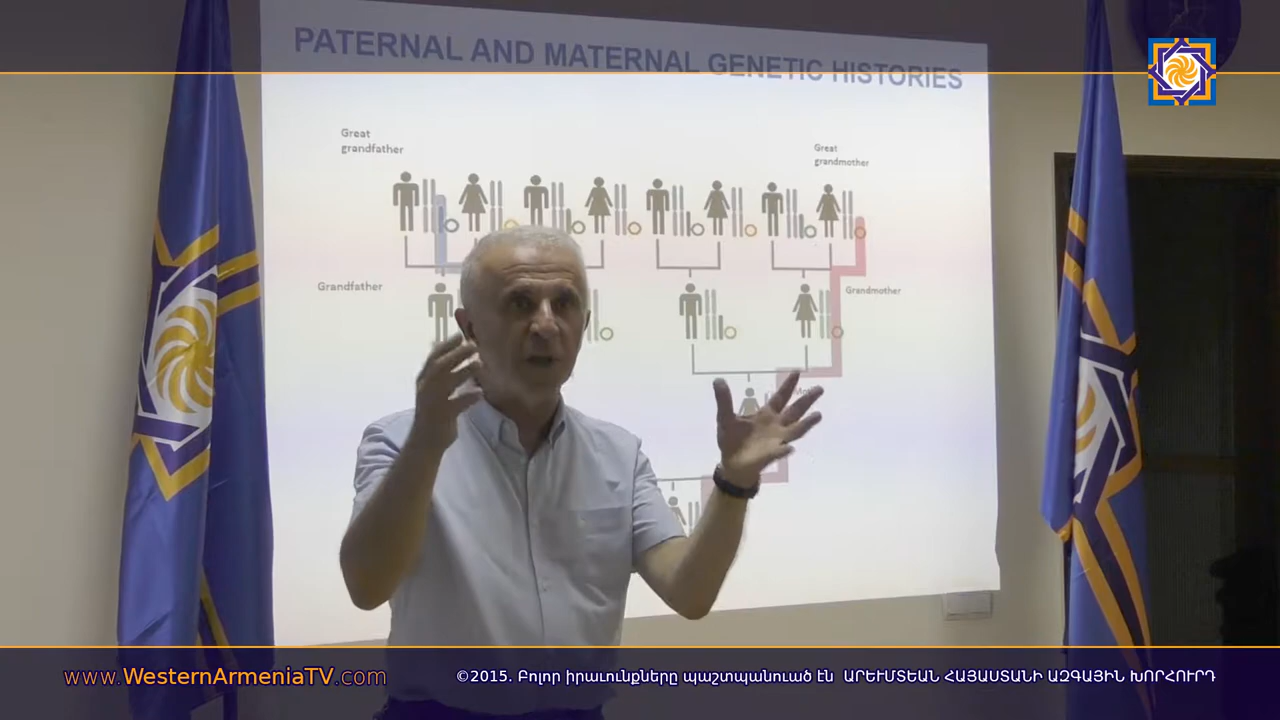 PATERNAL AND MATERNAL GENETIC HISTORIES
Great
grandfather
Great
grandmother
Grandfather
Grandmother
www.WesternArmeniaTV.com
©2015. Բոլոր իրաւունքները պաշտպանուած էն ԱՐԵՒՄՏԵԱՆ ՀԱՅԱՍՏԱՆԻ ԱԶԳԱՅԻՆ ԽՈՐՀՈՒՐԴ